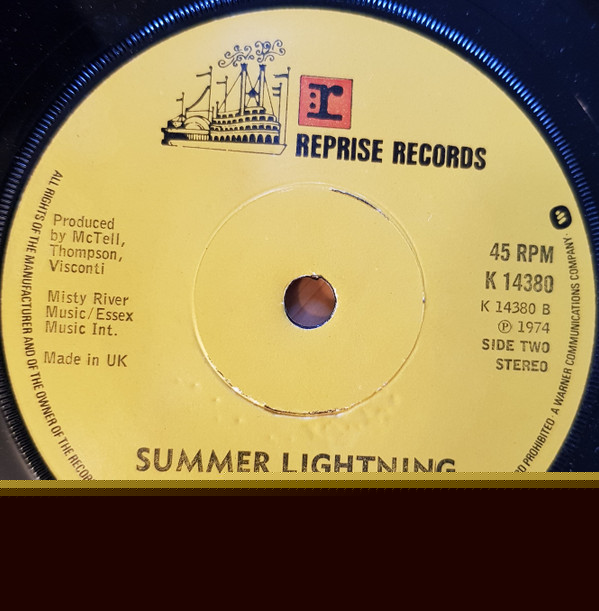 r
REPRISE RECORDS
Produced
by McTell,
Thompson,
Visconti
Misty River
Music/Essex
Music Int.
Made in UK
45 RPM
K 14380
K 14380 B
℗ 1974
SIDE TWO
STEREO
SUMMER LIGHTNING
ALL RIGHTS OF THE MANUFACTURER AND OF THE OWNER OF THE
PROHIBITED · A WARNER COMMUNICATIONS COMPANY